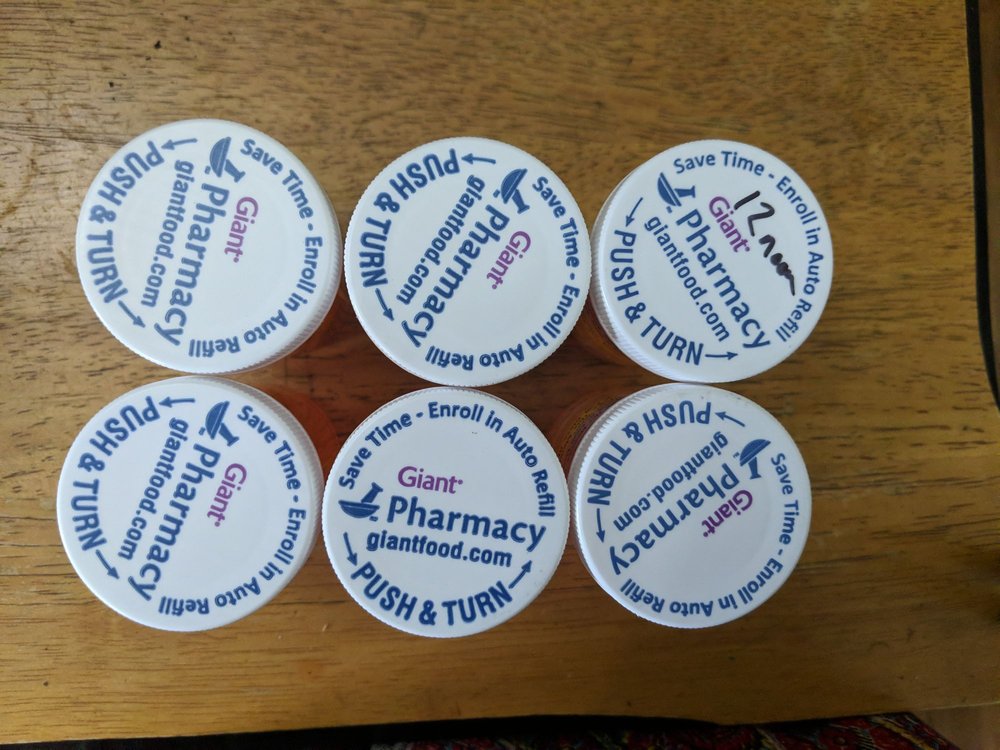 Save Time - Enroll in Auto Refill
Giant
Pharmacy
giantfood.com
PUSH & TURN
Save Time - Enroll in Auto Refill
Giant
Pharmacy
giantfood.com
PUSH & TURN
Save Time - Enroll in Auto Refill
12 noon
Giant
Pharmacy
giantfood.com
PUSH & TURN
Save Time - Enroll in Auto Refill
Giant
Pharmacy
giantfood.com
PUSH & TURN
Save Time - Enroll in Auto Refill
Giant
Pharmacy
giantfood.com
PUSH & TURN
Save Time - Enroll in Auto Refill
Giant
Pharmacy
giantfood.com
PUSH & TURN